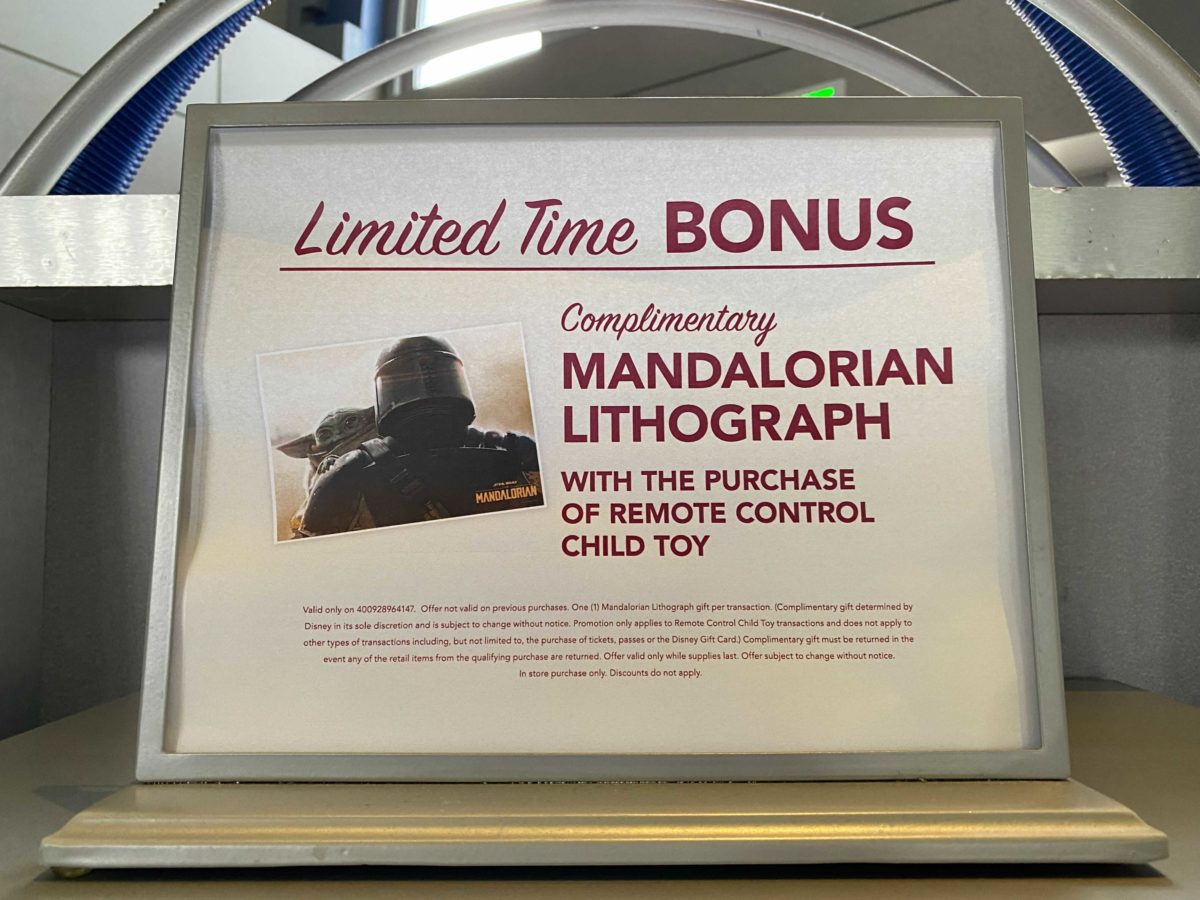 Limited Time BONUS
Complimentary
MANDALORIAN
LITHOGRAPH
WITH THE PURCHASE
OF REMOTE CONTROL
CHILD TOY
STAR WARS
MANDALORIAN
Valid only on 400928964147. Offer not valid on previous purchases. One (1) Mandalorian Lithograph gift per transaction. (Complimentary gift determined by
Disney in its sole discretion and is subject to change without notice. Promotion only applies to Remote Control Child Toy transactions and does not apply to
other types of transactions including, but not limited to, the purchase of tickets, passes or the Disney Gift Card.) Complimentary gift must be returned in the
event any of the retail items from the qualifying purchase are returned. Offer valid only while supplies last. Offer subject to change without notice.
In store purchase only. Discounts do not apply.